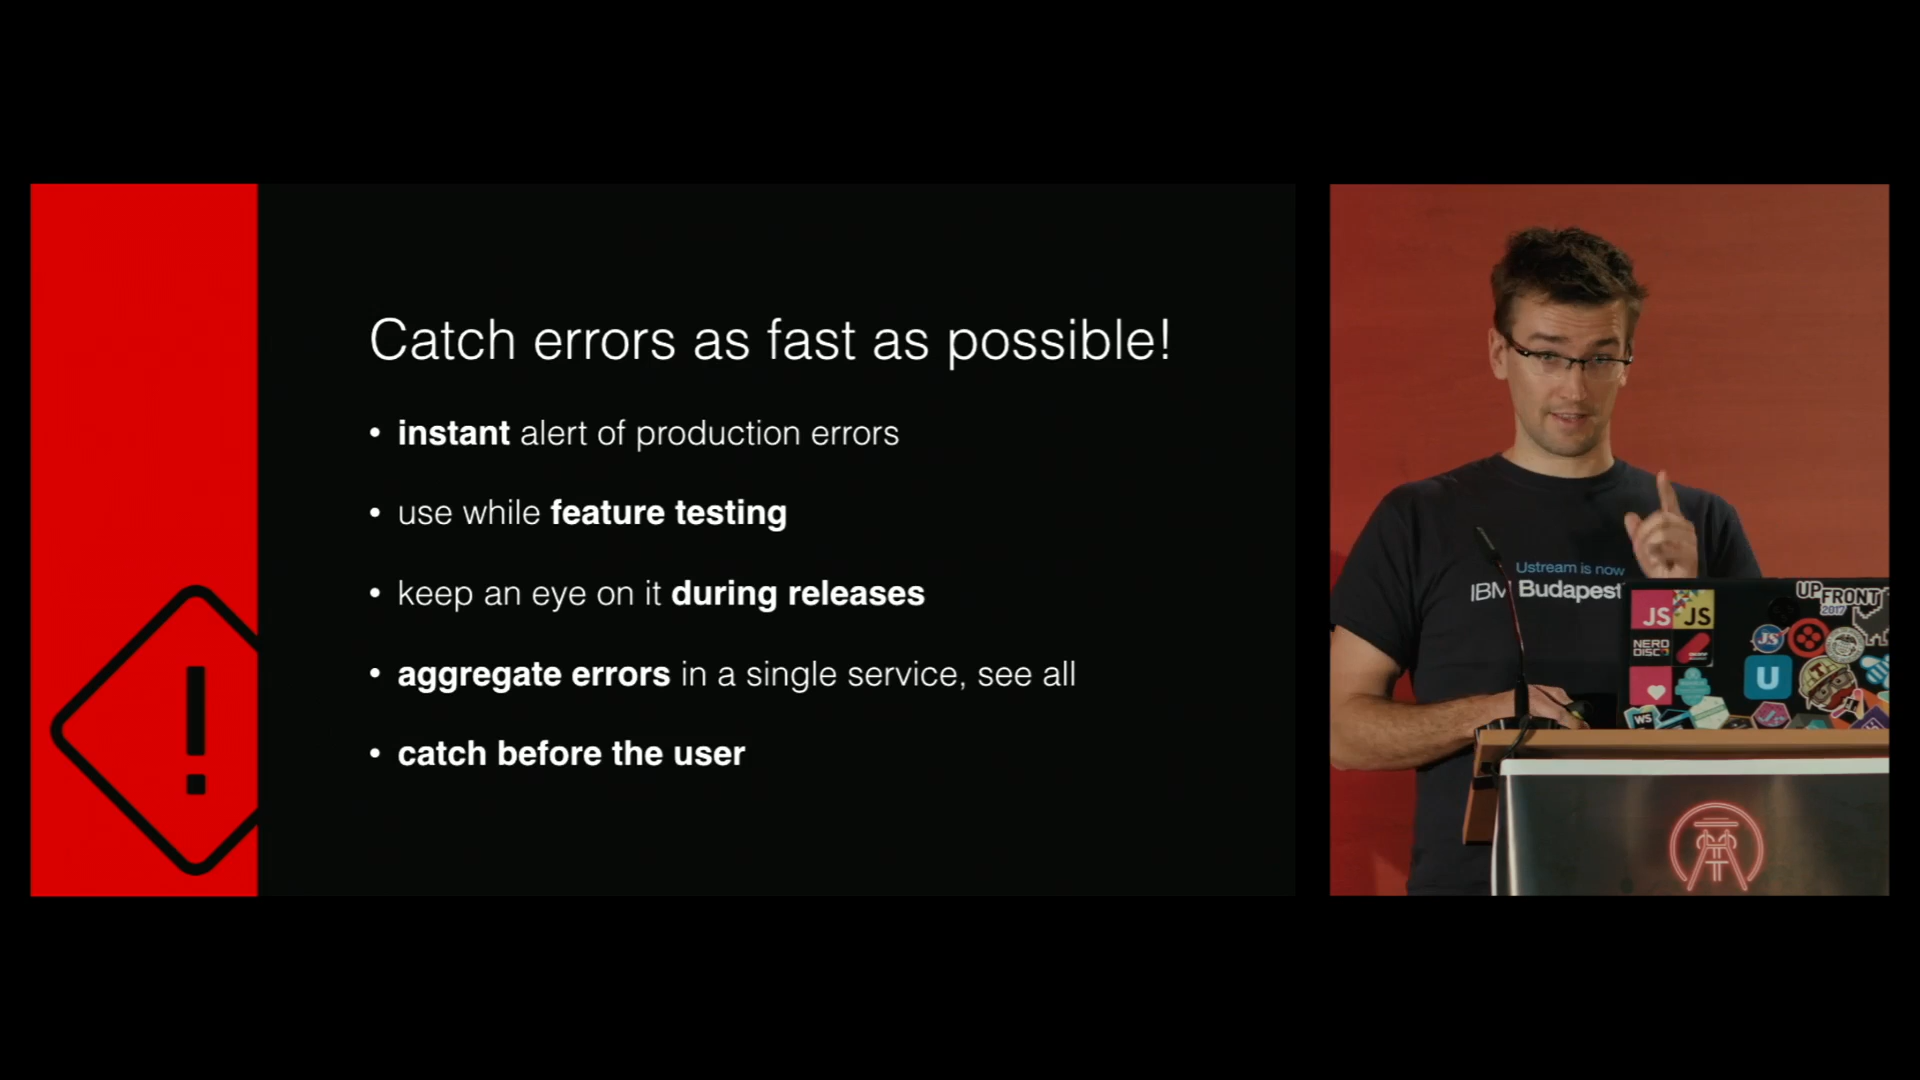 Catch errors as fast as possible!
• instant alert of production errors
• use while feature testing
• keep an eye on it during releases
• aggregate errors in a single service, see all
• catch before the user
Ustream is now
IBM Budapest
UPFRONT
2017
JS JS
JS
NERD
DISCO
U
WS